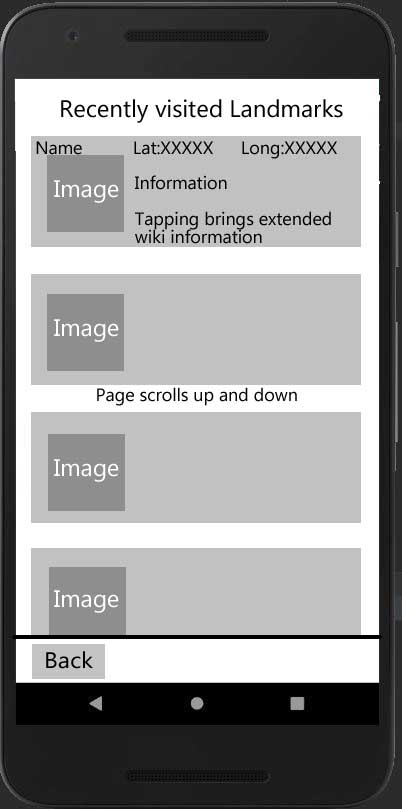 Recently visited Landmarks
Name Lat:XXXXX Long:XXXXX
Image
Information
Tapping brings extended
wiki information
Image
Page scrolls up and down
Image
Image
Back